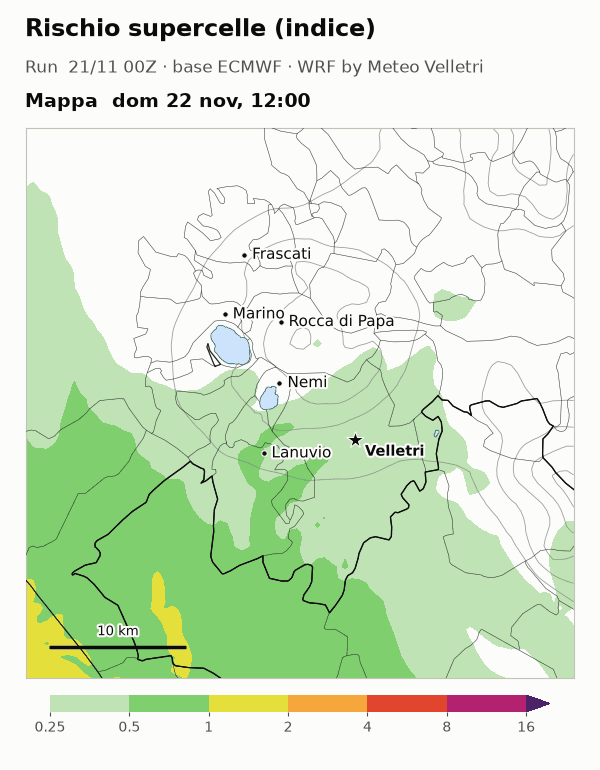 Rischio supercelle (indice)
Run  21/11 00Z · base ECMWF · WRF by Meteo Velletri
Mappa  dom 22 nov, 12:00
Frascati
Marino
Rocca di Papa
Nemi
Velletri
Lanuvio
10 km
0.25 0.5 1 2 4 8 16